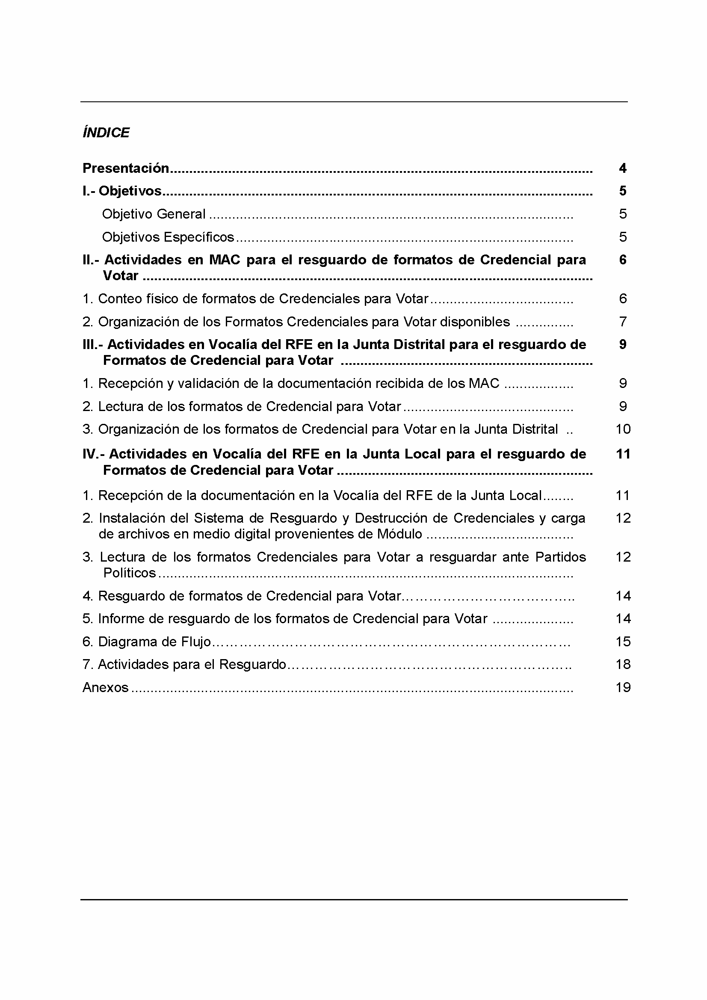 ÍNDICE
Presentación............................................................................................................. 4
I.- Objetivos............................................................................................................... 5
Objetivo General .............................................................................................. 5
Objetivos Específicos....................................................................................... 5
II.- Actividades en MAC para el resguardo de formatos de Credencial para 6
Votar ....................................................................................................................
1. Conteo físico de formatos de Credenciales para Votar..................................... 6
2. Organización de los Formatos Credenciales para Votar disponibles ............... 7
III.- Actividades en Vocalía del RFE en la Junta Distrital para el resguardo de 9
Formatos de Credencial para Votar .................................................................
1. Recepción y validación de la documentación recibida de los MAC .................. 9
2. Lectura de los formatos de Credencial para Votar............................................ 9
3. Organización de los formatos de Credencial para Votar en la Junta Distrital .. 10
IV.- Actividades en Vocalía del RFE en la Junta Local para el resguardo de 11
Formatos de Credencial para Votar ..................................................................
1. Recepción de la documentación en la Vocalía del RFE de la Junta Local........ 11
2. Instalación del Sistema de Resguardo y Destrucción de Credenciales y carga 12
de archivos en medio digital provenientes de Módulo ......................................
3. Lectura de los formatos Credenciales para Votar a resguardar ante Partidos 12
Políticos...........................................................................................................
4. Resguardo de formatos de Credencial para Votar……………………………….. 14
5. Informe de resguardo de los formatos de Credencial para Votar ..................... 14
6. Diagrama de Flujo…………………………………………………………………… 15
7. Actividades para el Resguardo…………………………………………………….. 18
Anexos .................................................................................................................. 19